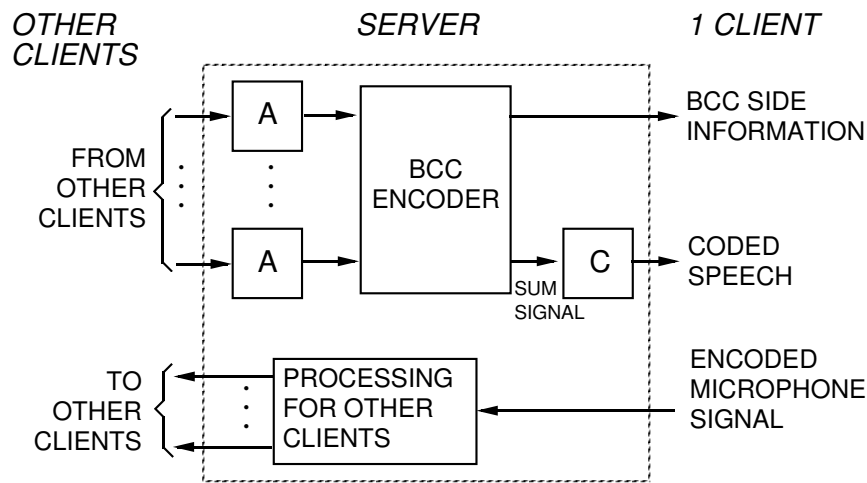 OTHER
CLIENTS
SERVER
1 CLIENT
A
BCC SIDE
INFORMATION
FROM
OTHER
CLIENTS
BCC
ENCODER
A
C
CODED
SPEECH
SUM
SIGNAL
TO
OTHER
CLIENTS
PROCESSING
FOR OTHER
CLIENTS
ENCODED
MICROPHONE
SIGNAL